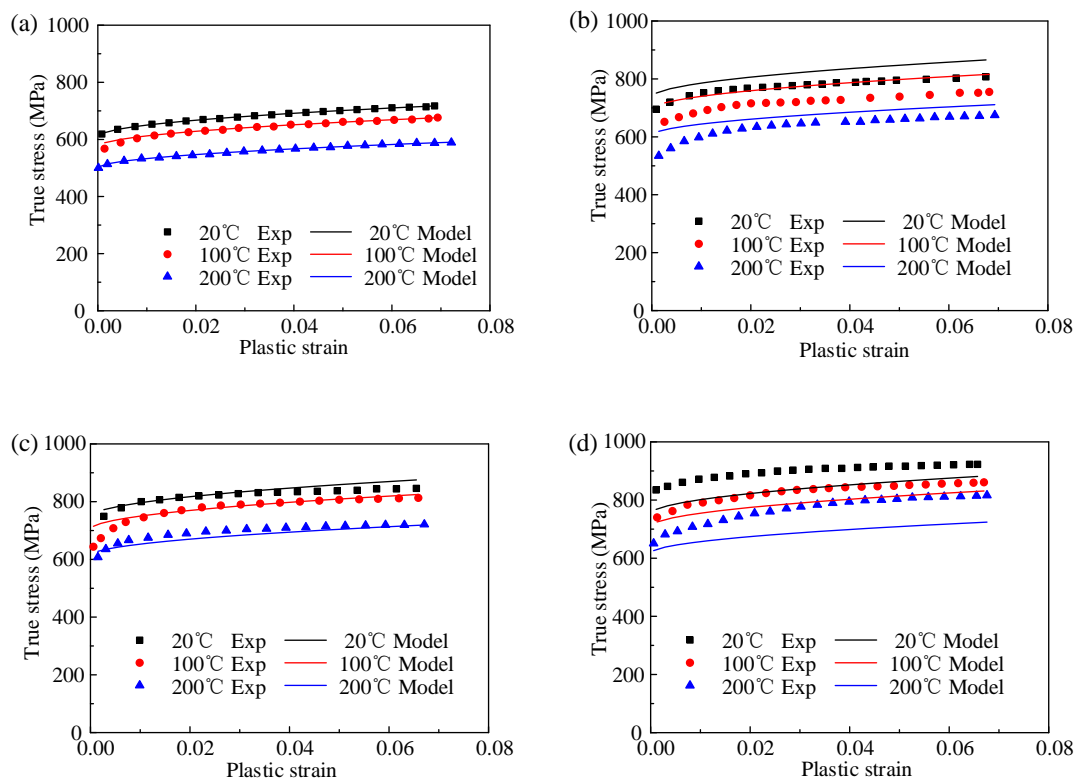 (a)
1000
800
600
400
200
0
True stress (MPa)
20℃ Exp 20℃ Model
100℃ Exp 100℃ Model
200℃ Exp 200℃ Model
0.00 0.02 0.04 0.06 0.08
Plastic strain
(b)
1000
800
600
400
200
0
True stress (MPa)
20℃ Exp 20℃ Model
100℃ Exp 100℃ Model
200℃ Exp 200℃ Model
0.00 0.02 0.04 0.06 0.08
Plastic strain
(c)
1000
800
600
400
200
0
True stress (MPa)
20℃ Exp 20℃ Model
100℃ Exp 100℃ Model
200℃ Exp 200℃ Model
0.00 0.02 0.04 0.06 0.08
Plastic strain
(d)
1000
800
600
400
200
0
True stress (MPa)
20℃ Exp 20℃ Model
100℃ Exp 100℃ Model
200℃ Exp 200℃ Model
0.00 0.02 0.04 0.06 0.08
Plastic strain